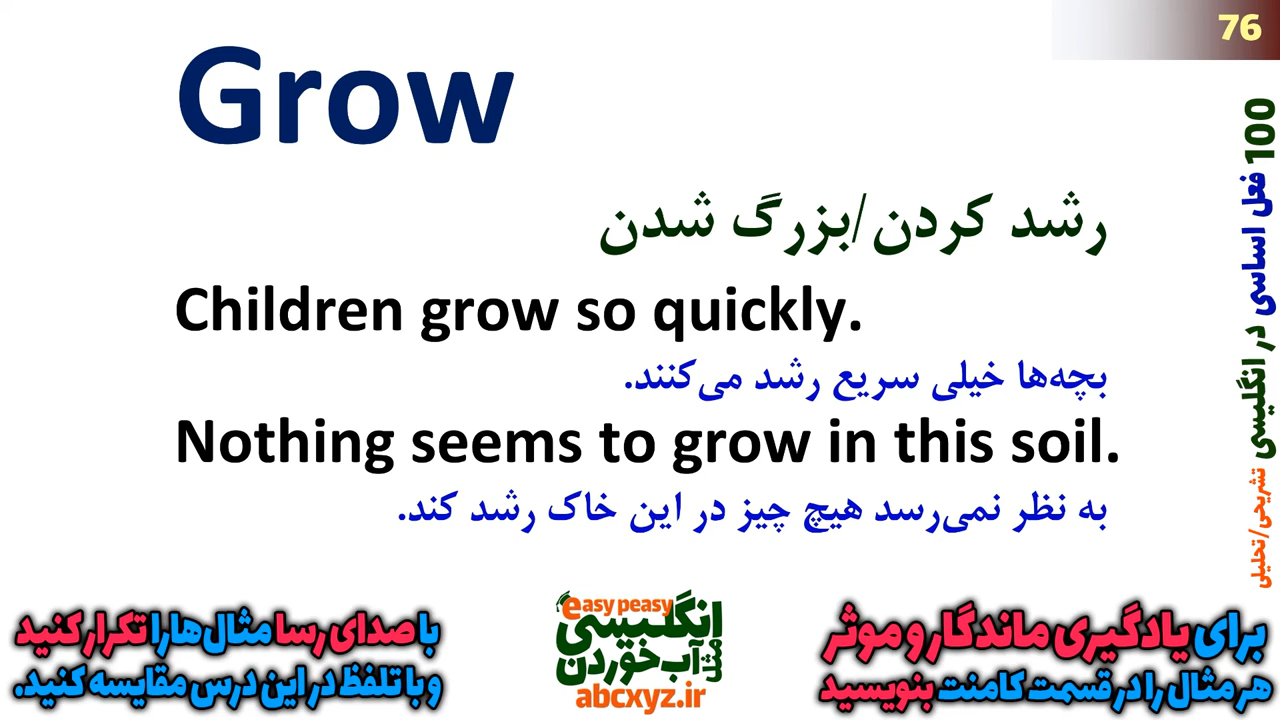 76
Grow
رشد کردن/بزرگ شدن
Children grow so quickly.
بچه‌ها خیلی سریع رشد می‌کنند.
Nothing seems to grow in this soil.
به نظر نمی‌رسد هیچ چیز در این خاک رشد کند.
100 فعل اساسی در انگلیسی تشریحی/تحلیلی
برای یادگیری ماندگار و موثر
هر مثال را در قسمت کامنت بنویسید
easy peasy
انگلیسی
مثل
آب خوردن
abcxyz.ir
با صدای رسا مثال‌ها را تکرار کنید
و با تلفظ در این درس مقایسه کنید.